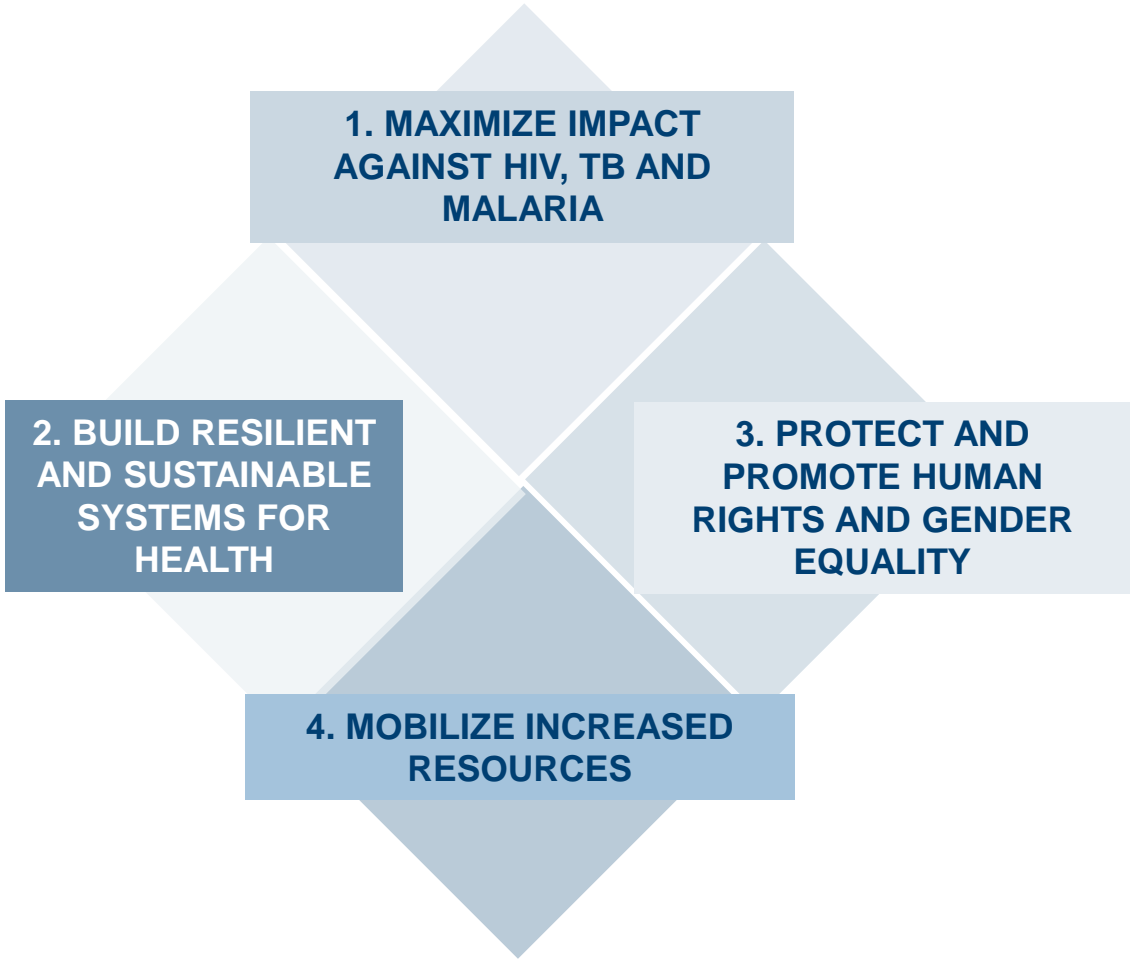 1. MAXIMIZE IMPACT
AGAINST HIV, TB AND
MALARIA
2. BUILD RESILIENT
AND SUSTAINABLE
SYSTEMS FOR
HEALTH
3. PROTECT AND
PROMOTE HUMAN
RIGHTS AND GENDER
EQUALITY
4. MOBILIZE INCREASED
RESOURCES